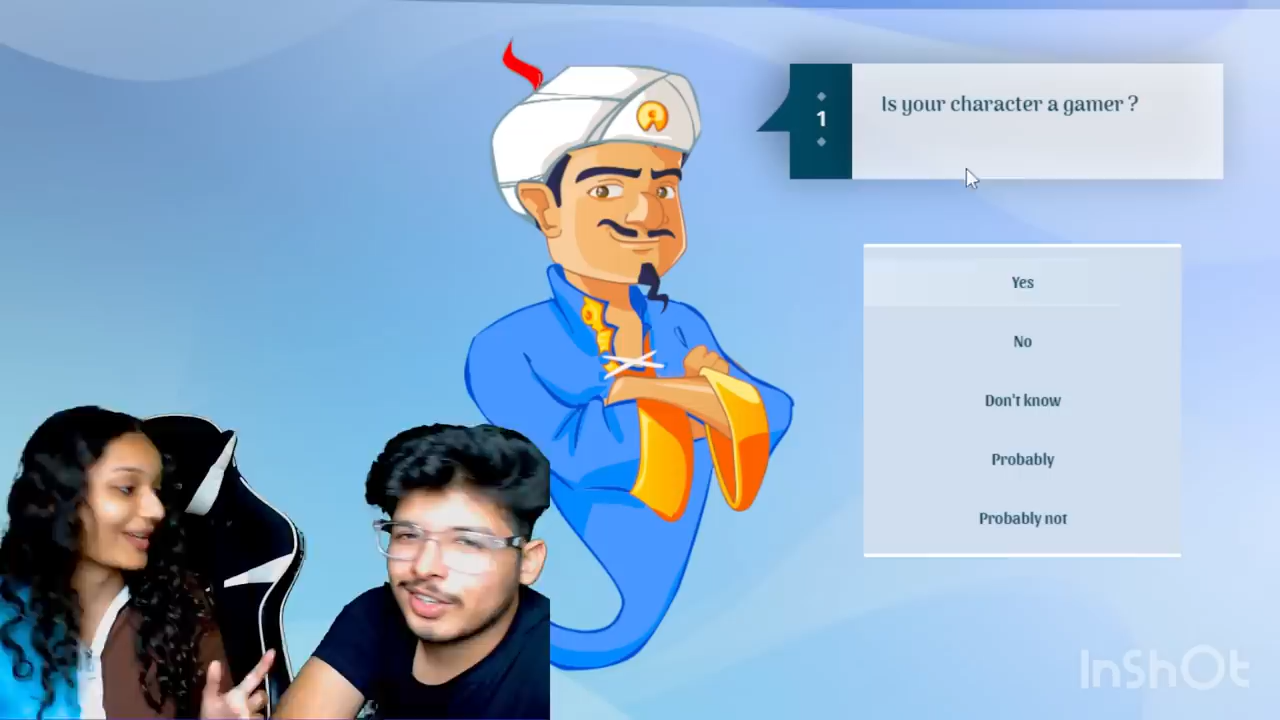 1
Is your character a gamer ?
Yes
No
Don't know
Probably
Probably not
InShOt